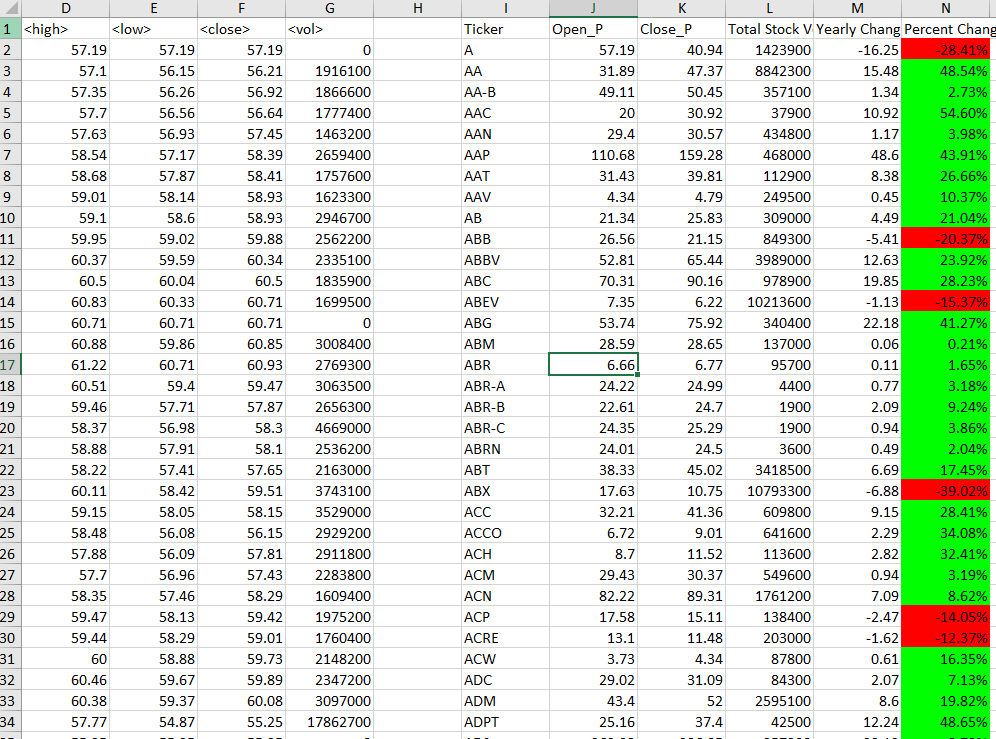 D E F G H I J K L M N
1 <high> <low> <close> <vol> Ticker Open_P Close_P Total Stock V Yearly Chang Percent Chang
2 57.19 57.19 57.19 0 A 57.19 40.94 1423900 -16.25 -28.41%
3 57.1 56.15 56.21 1916100 AA 31.89 47.37 8842300 15.48 48.54%
4 57.35 56.26 56.92 1866600 AA-B 49.11 50.45 357100 1.34 2.73%
5 57.7 56.56 56.64 1777400 AAC 20 30.92 37900 10.92 54.60%
6 57.63 56.93 57.45 1463200 AAN 29.4 30.57 434800 1.17 3.98%
7 58.54 57.17 58.39 2659400 AAP 110.68 159.28 468000 48.6 43.91%
8 58.68 57.87 58.41 1757600 AAT 31.43 39.81 112900 8.38 26.66%
9 59.01 58.14 58.93 1623300 AAV 4.34 4.79 249500 0.45 10.37%
10 59.1 58.6 58.93 2946700 AB 21.34 25.83 309000 4.49 21.04%
11 59.95 59.02 59.88 2562200 ABB 26.56 21.15 849300 -5.41 -20.37%
12 60.37 59.59 60.34 2335100 ABBV 52.81 65.44 3989000 12.63 23.92%
13 60.5 60.04 60.5 1835900 ABC 70.31 90.16 978900 19.85 28.23%
14 60.83 60.33 60.71 1699500 ABEV 7.35 6.22 10213600 -1.13 -15.37%
15 60.71 60.71 60.71 0 ABG 53.74 75.92 340400 22.18 41.27%
16 60.88 59.86 60.85 3008400 ABM 28.59 28.65 137000 0.06 0.21%
17 61.22 60.71 60.93 2769300 ABR 6.66 6.77 95700 0.11 1.65%
18 60.51 59.4 59.47 3063500 ABR-A 24.22 24.99 4400 0.77 3.18%
19 59.46 57.71 57.87 2656300 ABR-B 22.61 24.7 1900 2.09 9.24%
20 58.37 56.98 58.3 4669000 ABR-C 24.35 25.29 1900 0.94 3.86%
21 58.88 57.91 58.1 2536200 ABRN 24.01 24.5 3600 0.49 2.04%
22 58.22 57.41 57.65 2163000 ABT 38.33 45.02 3418500 6.69 17.45%
23 60.11 58.42 59.51 3743100 ABX 17.63 10.75 10793300 -6.88 -39.02%
24 59.15 58.05 58.15 3529000 ACC 32.21 41.36 609800 9.15 28.41%
25 58.48 56.08 56.15 2929200 ACCO 6.72 9.01 641600 2.29 34.08%
26 57.88 56.09 57.81 2911800 ACH 8.7 11.52 113600 2.82 32.41%
27 57.7 56.96 57.43 2283800 ACM 29.43 30.37 549600 0.94 3.19%
28 58.35 57.46 58.29 1609400 ACN 82.22 89.31 1761200 7.09 8.62%
29 59.47 58.13 59.42 1975200 ACP 17.58 15.11 138400 -2.47 -14.05%
30 59.44 58.29 59.01 1760400 ACRE 13.1 11.48 203000 -1.62 -12.37%
31 60 58.88 59.73 2148200 ACW 3.73 4.34 87800 0.61 16.35%
32 60.46 59.67 59.89 2347200 ADC 29.02 31.09 84300 2.07 7.13%
33 60.38 59.37 60.08 3097000 ADM 43.4 52 2595100 8.6 19.82%
34 57.77 54.87 55.25 17862700 ADPT 25.16 37.4 42500 12.24 48.65%